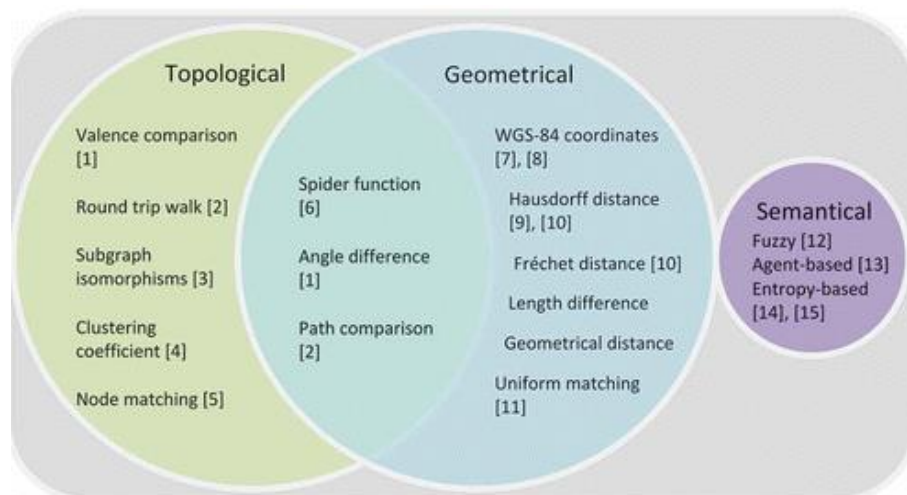 Topological
Valence comparison
[1]
Round trip walk [2]
Subgraph
isomorphisms [3]
Clustering
coefficient [4]
Node matching [5]
Spider function
[6]
Angle difference
[1]
Path comparison
[2]
Geometrical
WGS-84 coordinates
[7], [8]
Hausdorff distance
[9], [10]
Fréchet distance [10]
Length difference
Geometrical distance
Uniform matching
[11]
Semantical
Fuzzy [12]
Agent-based [13]
Entropy-based
[14], [15]